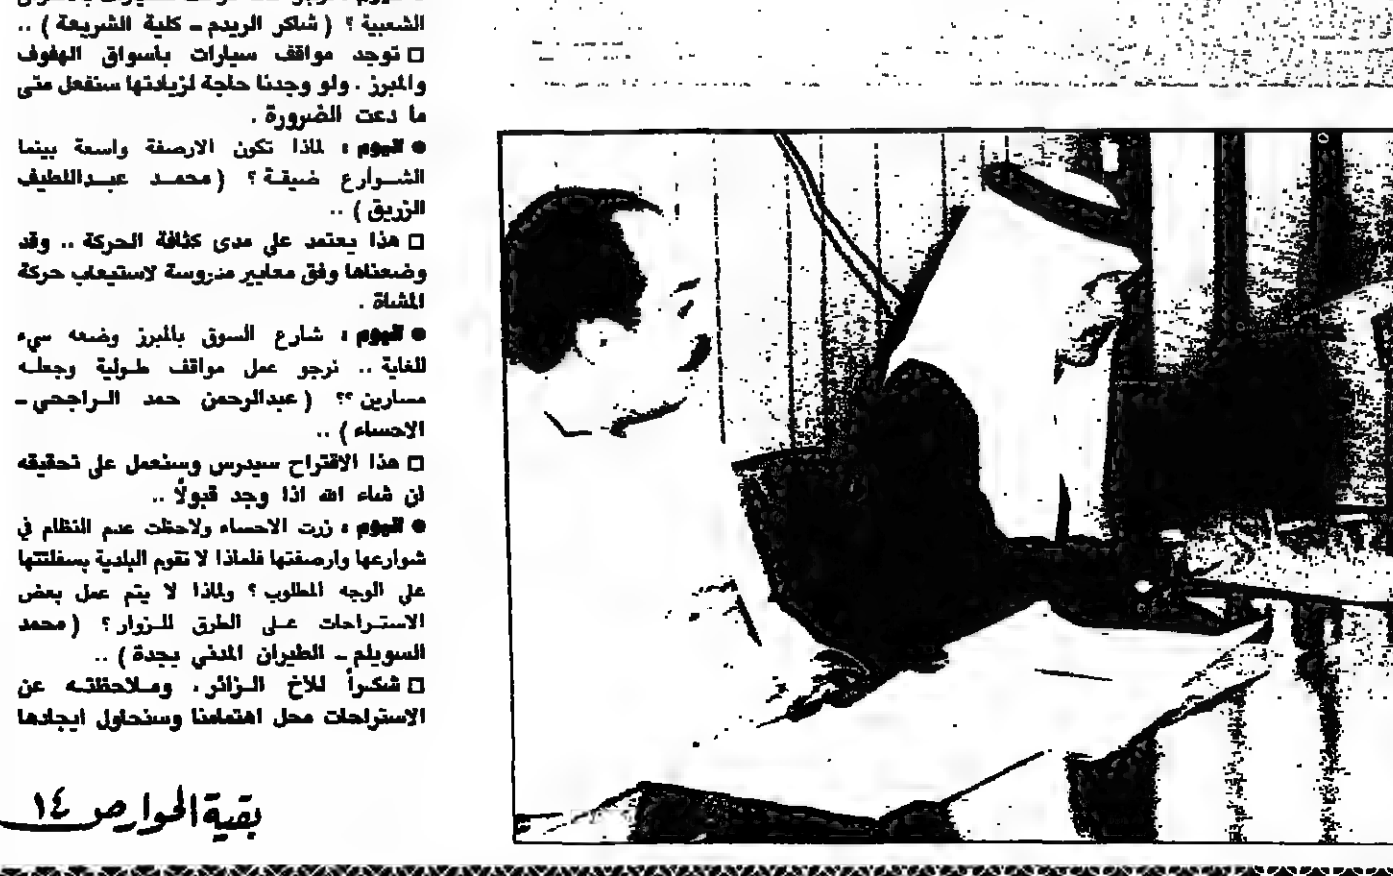 الشعبية ؟ ( شاكر الريدم ــ كلية الشريعة ) ..
□ توجد مواقف سيارات باسواق الهفوف
والمبرز . ولو وجدنا حاجة لزيادتها سنفعل متى
ما دعت الضرورة .
● اليوم : لماذا تكون الارصفة واسعة بينما
الشوارع ضيقة ؟ ( محمد عبداللطيف
الزريق ) ..
□ هذا يعتمد على مدى كثافة الحركة .. وقد
وضعناها وفق معايير مدروسة لاستيعاب حركة
المشاة .
● اليوم : شارع السوق بالمبرز وضعه سيء
للغاية .. نرجو عمل مواقف طولية وجعله
مسارين ؟؟ ( عبدالرحمن حمد الراجحي ــ
الاحساء ) ..
□ هذا الاقتراح سيدرس وسنعمل على تحقيقه
ان شاء الله اذا وجد قبولاً ..
● اليوم : زرت الاحساء ولاحظت عدم النظام في
شوارعها وارصفتها فلماذا لا تقوم البلدية بسفلتتها
على الوجه المطلوب ؟ ولماذا لا يتم عمل بعض
الاستراحات على الطرق للزوار ؟ ( محمد
السويلم ــ الطيران المدني بجدة ) ..
□ شكراً للاخ الزائر . وملاحظته عن
الاستراحات محل اهتمامنا وسنحاول ايجادها
بقية الحوار ص ١٤